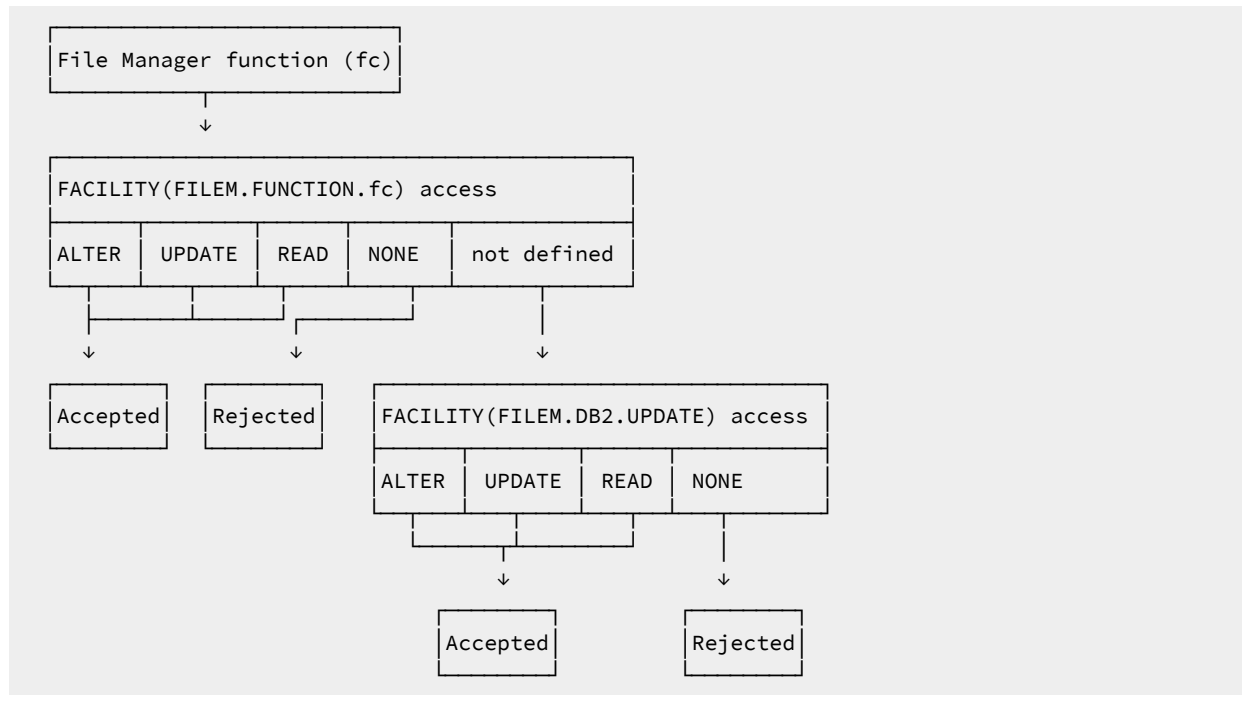 File Manager function (fc)
FACILITY(FILEM.FUNCTION.fc) access
ALTER UPDATE READ NONE not defined
Accepted Rejected FACILITY(FILEM.DB2.UPDATE) access
ALTER UPDATE READ NONE
Accepted Rejected